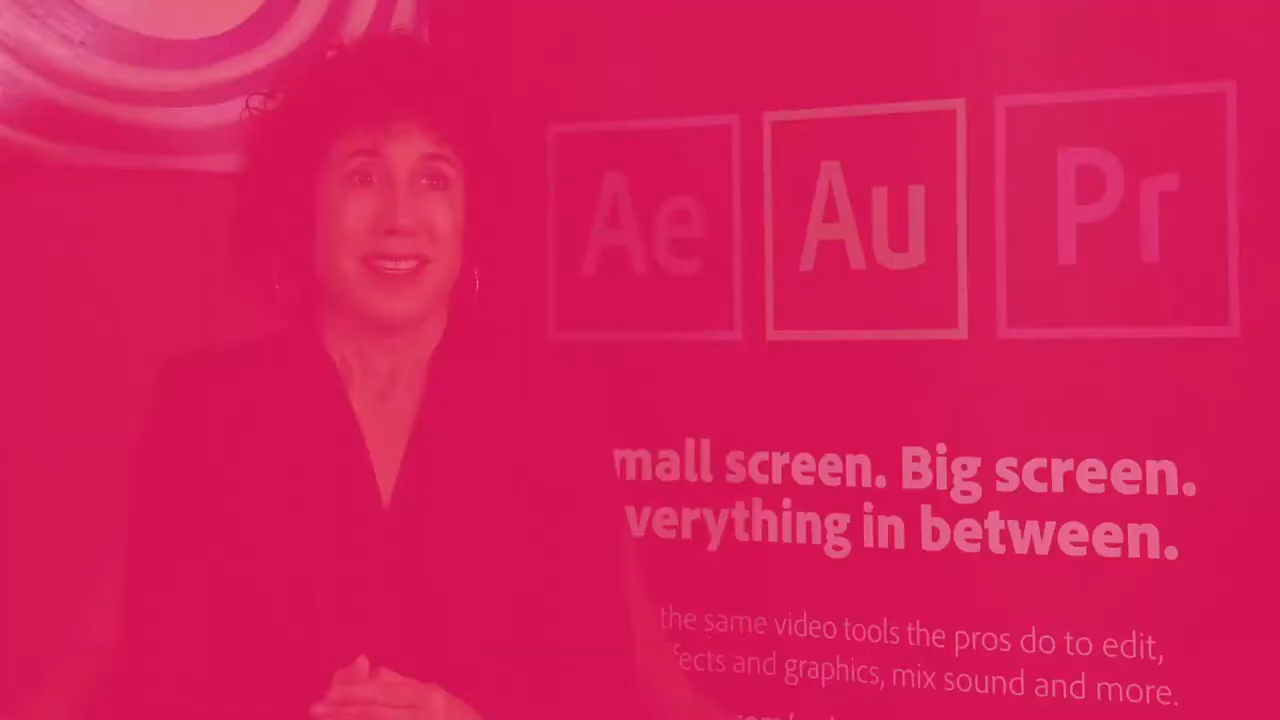 Ae Au Pr
mall screen. Big screen.
verything in between.
the same video tools the pros do to edit,
fects and graphics, mix sound and more.